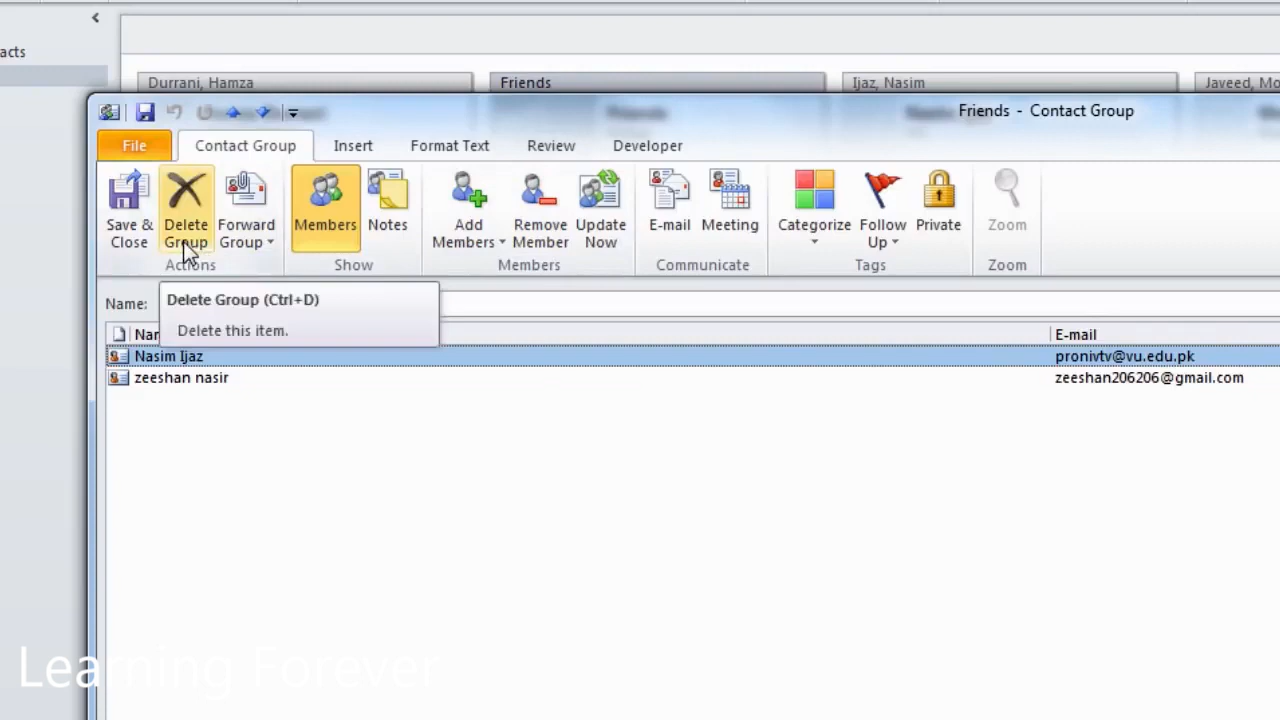 acts
Durrani, Hamza
Friends
Ijaz, Nasim
Javeed, Mo
Friends - Contact Group
File
Contact Group
Insert
Format Text
Review
Developer
Save & Close
Delete Group
Forward Group
Members
Notes
Add Members
Remove Member
Update Now
E-mail
Meeting
Categorize
Follow Up
Private
Zoom
Actions
Show
Members
Communicate
Tags
Zoom
Name:
Delete Group (Ctrl+D)
Delete this item.
Nar
E-mail
Nasim Ijaz
pronivtv@vu.edu.pk
zeeshan nasir
zeeshan206206@gmail.com
Learning Forever